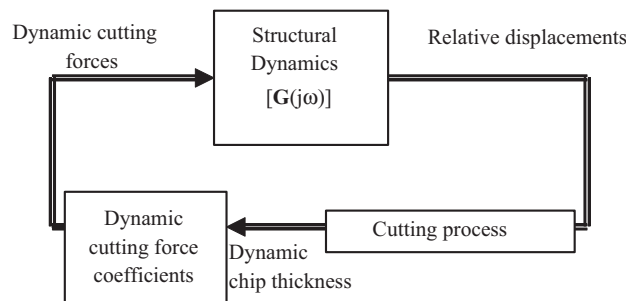 Dynamic cutting
forces
Structural
Dynamics
[G(jω)]
Relative displacements
Dynamic
cutting force
coefficients
Dynamic
chip thickness
Cutting process